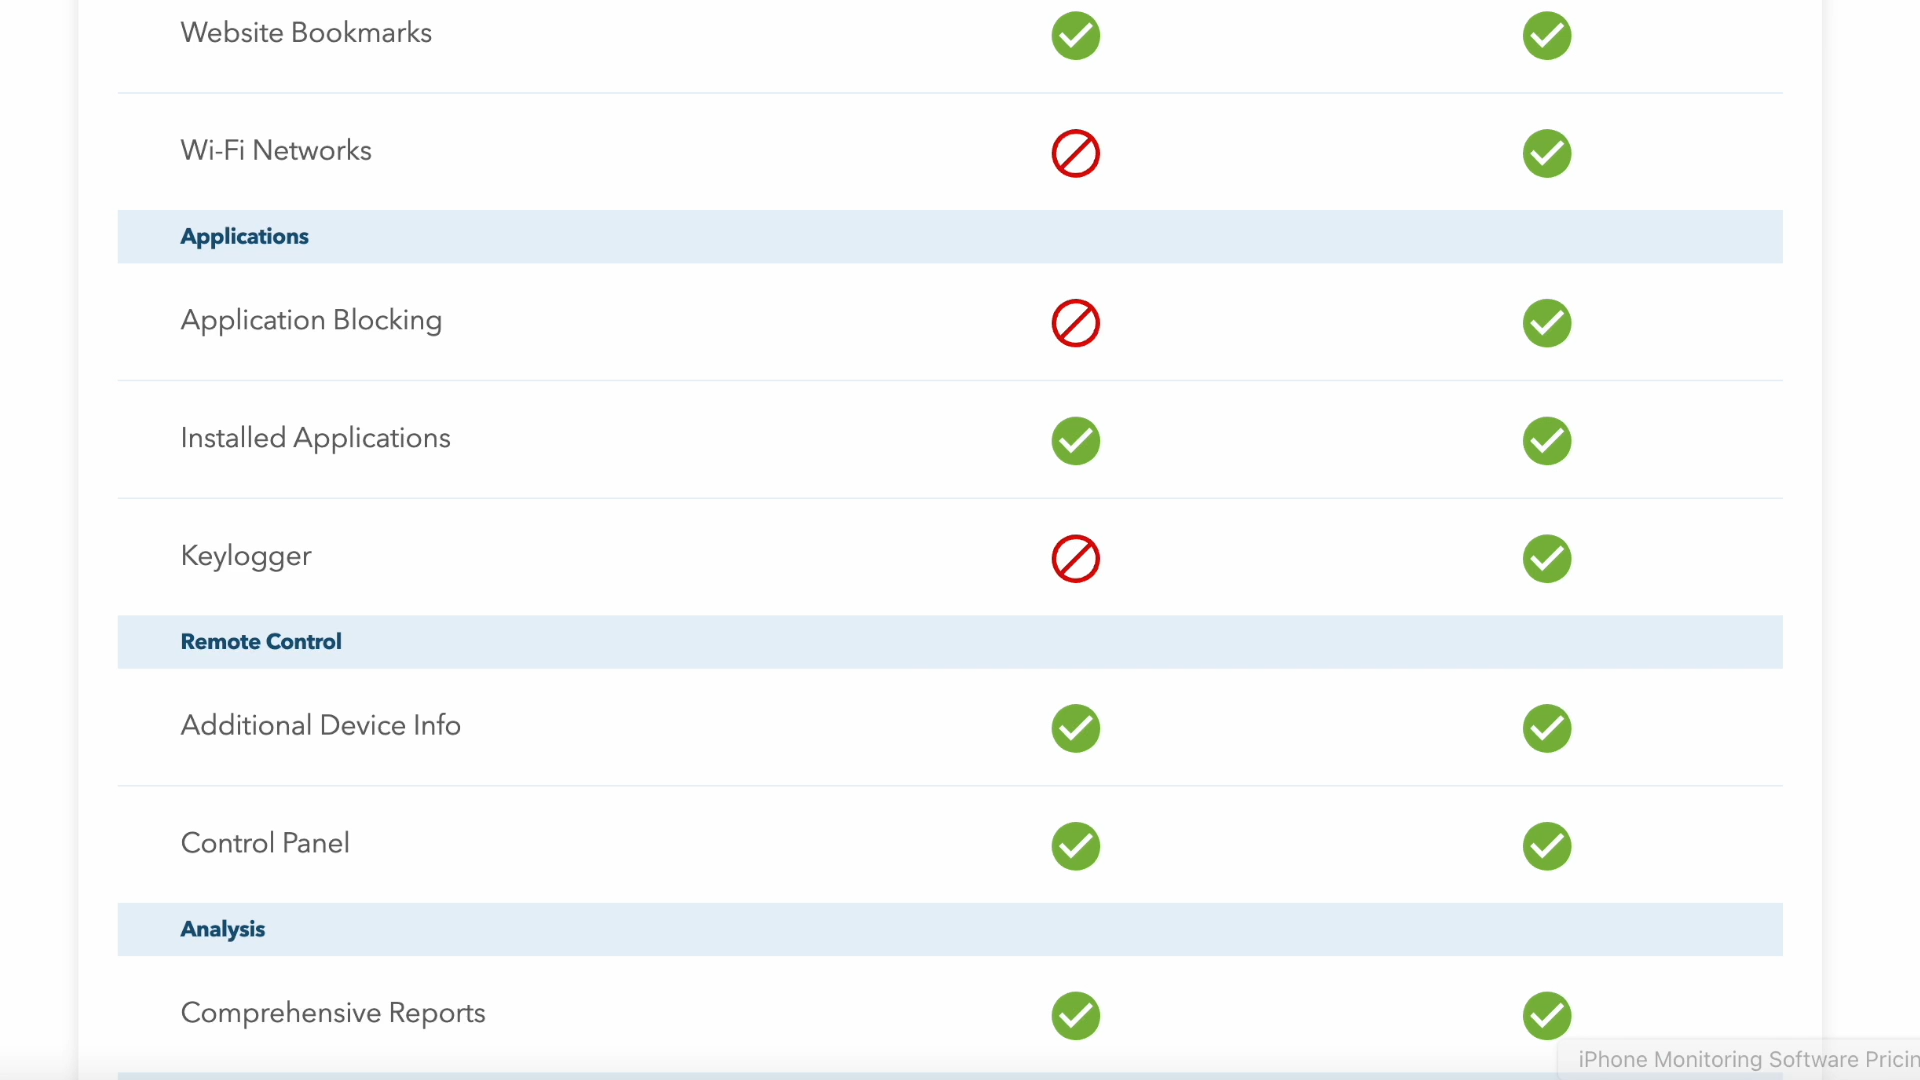 Website Bookmarks
Wi-Fi Networks
Applications
Application Blocking
Installed Applications
Keylogger
Remote Control
Additional Device Info
Control Panel
Analysis
Comprehensive Reports
iPhone Monitoring Software Pricin